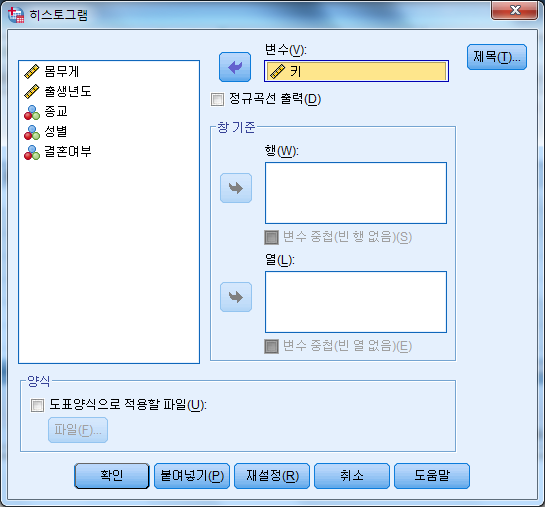 히스토그램
몸무게
출생년도
종교
성별
결혼여부
변수(V):
키
제목(T)...
정규곡선 출력(D)
창 기준
행(W):
변수 중첩(빈 행 없음)(S)
열(L):
변수 중첩(빈 열 없음)(E)
양식
도표양식으로 적용할 파일(U):
파일(F)...
확인 붙여넣기(P) 재설정(R) 취소 도움말